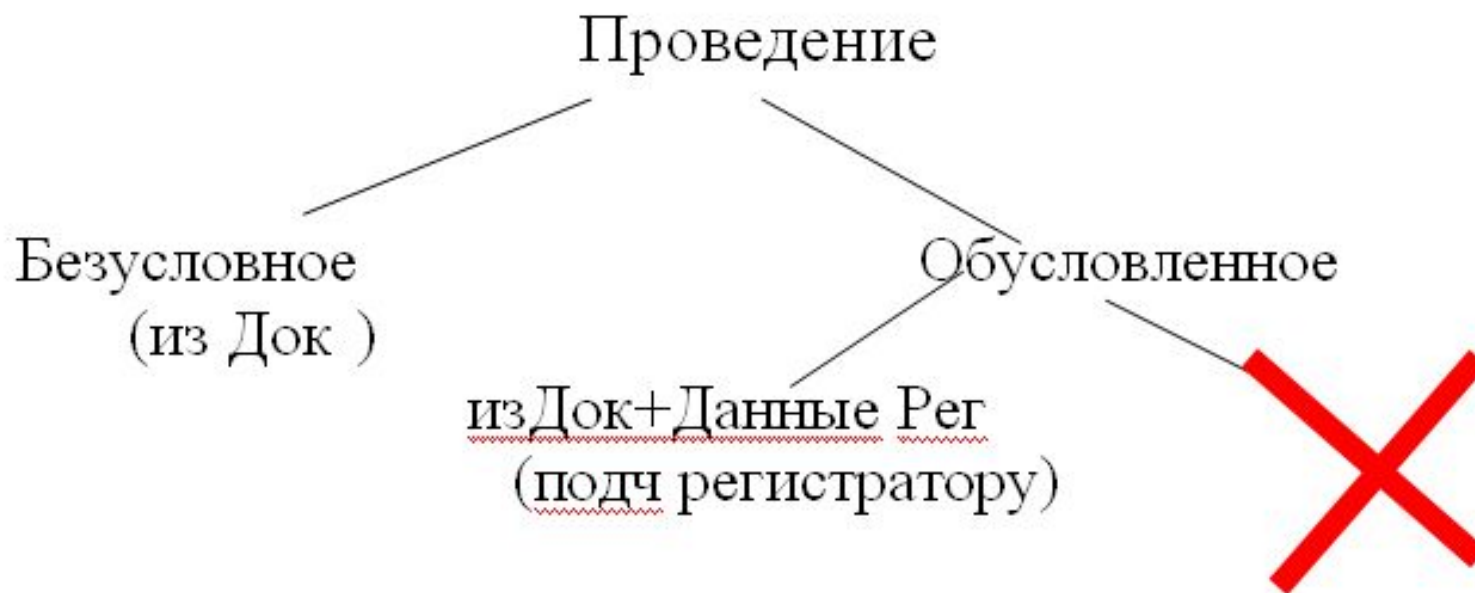 Проведение
Безусловное
Обусловленное
(из Док )
изДок+Данные Рег
(подч регистратору)